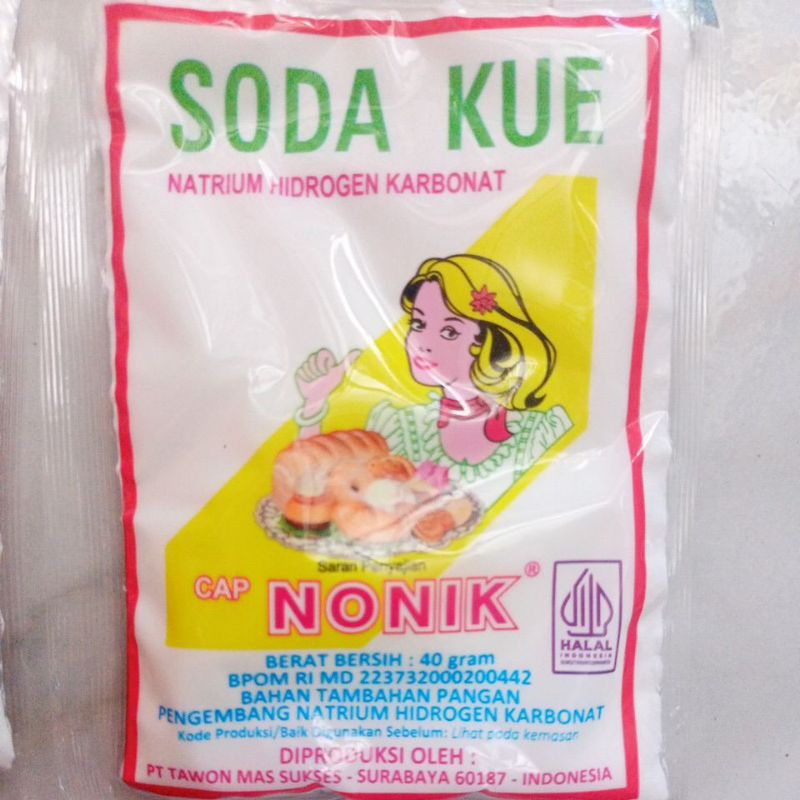 SODA KUE
NATRIUM HIDROGEN KARBONAT
Saran Penyajian
CAP NONIK ®
HALAL
INDONESIA
BERAT BERSIH : 40 gram
BPOM RI MD 223732000200442
BAHAN TAMBAHAN PANGAN
PENGEMBANG NATRIUM HIDROGEN KARBONAT
Kode Produksi/Baik Digunakan Sebelum: Lihat pada kemasan
DIPRODUKSI OLEH :
PT TAWON MAS SUKSES - SURABAYA 60187 - INDONESIA